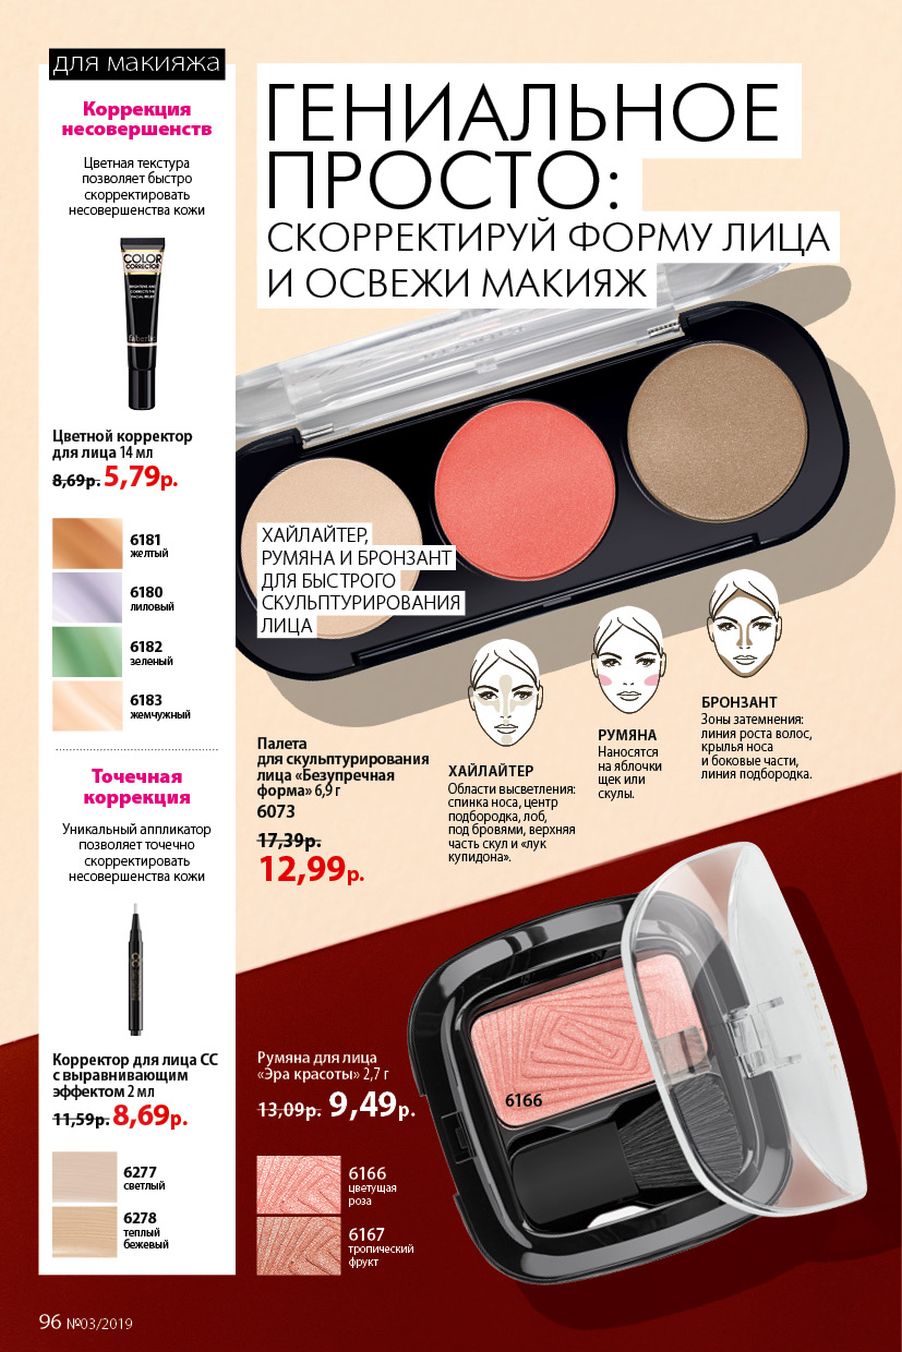 для макияжа
Коррекция
несовершенств
Цветная текстура
позволяет быстро
скорректировать
несовершенства кожи
COLOR
CORRECTOR
BRIGHTENS AND
CORRECTS THE
FACIAL RELIEF
faberlic
Цветной корректор
для лица 14 мл
8,69р. 5,79р.
6181
желтый
6180
лиловый
6182
зеленый
6183
жемчужный
Точечная
коррекция
Уникальный аппликатор
позволяет точечно
скорректировать
несовершенства кожи
CC
Корректор для лица СС
с выравнивающим
эффектом 2 мл
11,59р. 8,69р.
6277
светлый
6278
теплый
бежевый
ГЕНИАЛЬНОЕ
ПРОСТО:
СКОРРЕКТИРУЙ ФОРМУ ЛИЦА
И ОСВЕЖИ МАКИЯЖ
ХАЙЛАЙТЕР,
РУМЯНА И БРОНЗАНТ
ДЛЯ БЫСТРОГО
СКУЛЬПТУРИРОВАНИЯ
ЛИЦА
Палета
для скульптурирования
лица «Безупречная
форма» 6,9 г
6073
17,39р.
12,99р.
ХАЙЛАЙТЕР
Области высветления:
спинка носа, центр
подбородка, лоб,
под бровями, верхняя
часть скул и «лук
купидона».
РУМЯНА
Наносятся
на яблочки
щек или
скулы.
БРОНЗАНТ
Зоны затемнения:
линия роста волос,
крылья носа
и боковые части,
линия подбородка.
Румяна для лица
«Эра красоты» 2,7 г
13,09р. 9,49р.
6166
6166
цветущая
роза
6167
тропический
фрукт
96 №03/2019